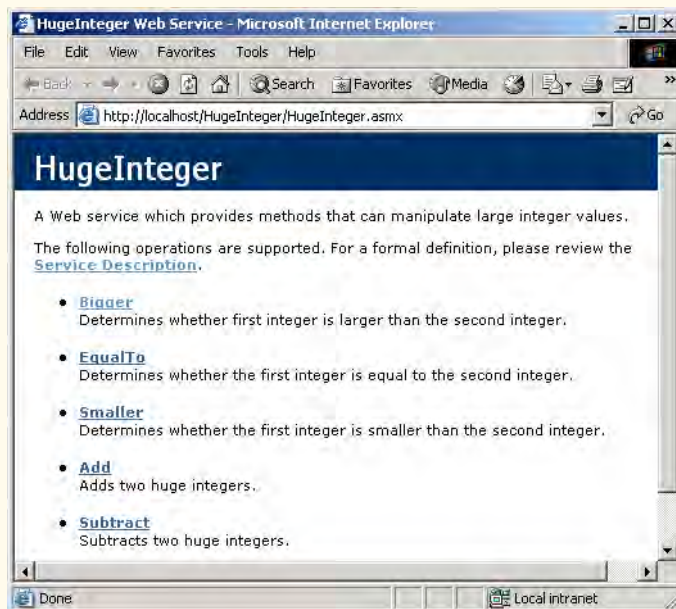 HugeInteger Web Service - Microsoft Internet Explorer
File Edit View Favorites Tools Help
Back Search Favorites Media »
Address http://localhost/HugeInteger/HugeInteger.asmx Go
HugeInteger
A Web service which provides methods that can manipulate large integer values.
The following operations are supported. For a formal definition, please review the
Service Description.
• Bigger
Determines whether first integer is larger than the second integer.
• EqualTo
Determines whether the first integer is equal to the second integer.
• Smaller
Determines whether the first integer is smaller than the second integer.
• Add
Adds two huge integers.
• Subtract
Subtracts two huge integers.
Done Local intranet